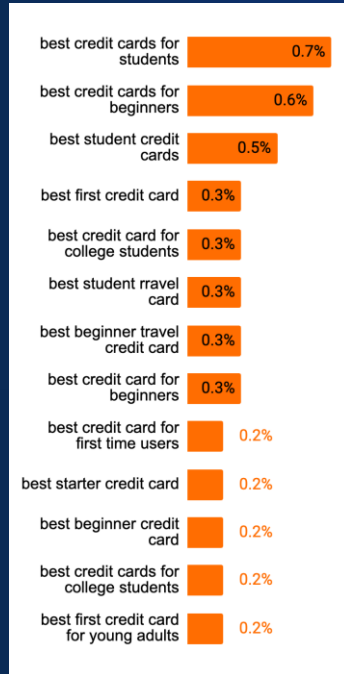 best credit cards for
students
0.7%
best credit cards for
beginners
0.6%
best student credit
cards
0.5%
best first credit card
0.3%
best credit card for
college students
0.3%
best student rravel
card
0.3%
best beginner travel
credit card
0.3%
best credit card for
beginners
0.3%
best credit card for
first time users
0.2%
best starter credit card
0.2%
best beginner credit
card
0.2%
best credit cards for
college students
0.2%
best first credit card
for young adults
0.2%